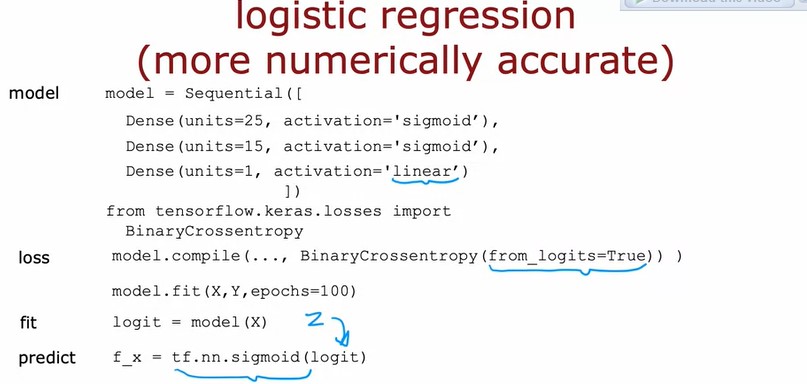 Download this video
logistic regression
(more numerically accurate)
model model = Sequential([
Dense(units=25, activation='sigmoid’),
Dense(units=15, activation='sigmoid’),
Dense(units=1, activation='linear’)
])
from tensorflow.keras.losses import
BinaryCrossentropy
loss model.compile(..., BinaryCrossentropy(from_logits=True)) )
model.fit(X,Y,epochs=100)
fit logit = model(X) z
predict f_x = tf.nn.sigmoid(logit)